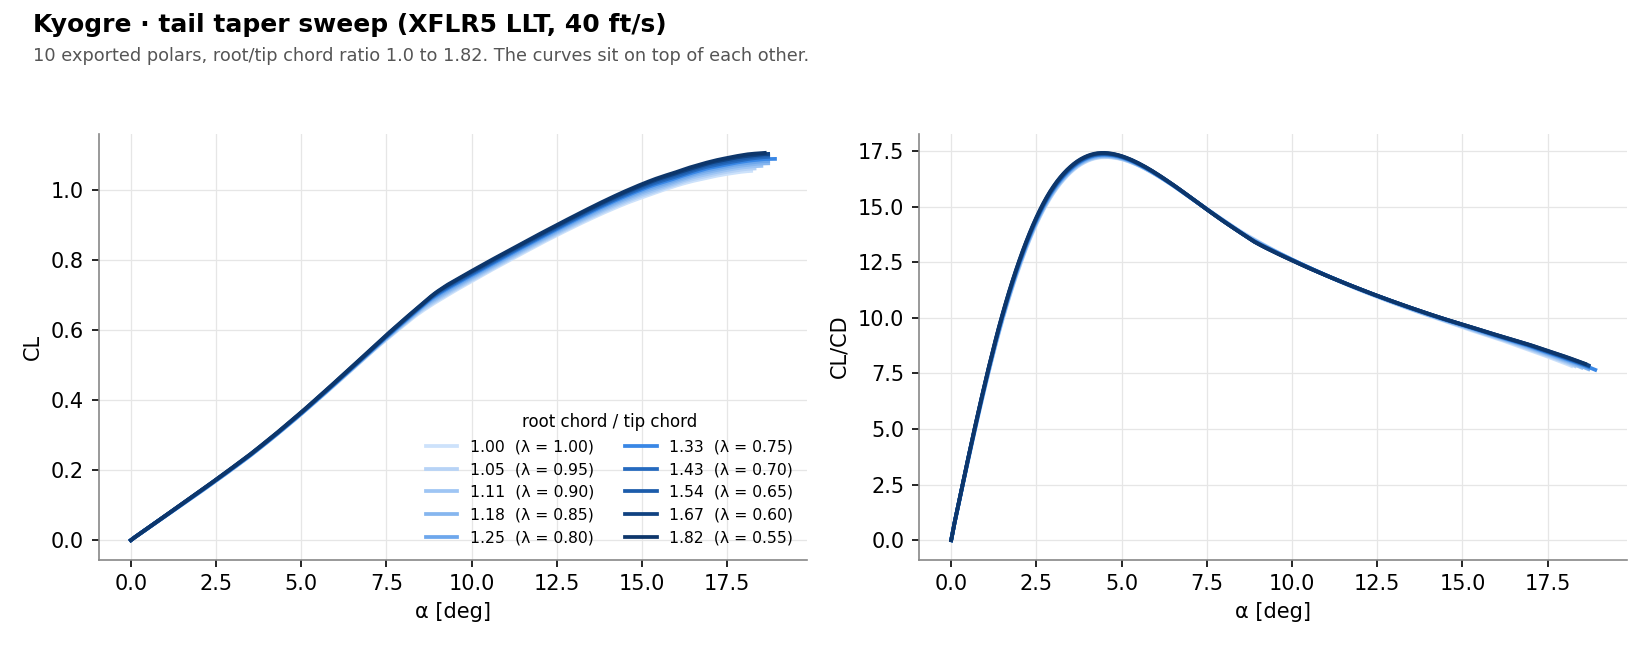 Kyogre · tail taper sweep (XFLR5 LLT, 40 ft/s)
10 exported polars, root/tip chord ratio 1.0 to 1.82. The curves sit on top of each other.
CL
1.0
0.8
0.6
0.4
0.2
0.0
root chord / tip chord
1.00 (λ = 1.00)
1.05 (λ = 0.95)
1.11 (λ = 0.90)
1.18 (λ = 0.85)
1.25 (λ = 0.80)
1.33 (λ = 0.75)
1.43 (λ = 0.70)
1.54 (λ = 0.65)
1.67 (λ = 0.60)
1.82 (λ = 0.55)
0.0 2.5 5.0 7.5 10.0 12.5 15.0 17.5
α [deg]
CL/CD
17.5
15.0
12.5
10.0
7.5
5.0
2.5
0.0
0.0 2.5 5.0 7.5 10.0 12.5 15.0 17.5
α [deg]